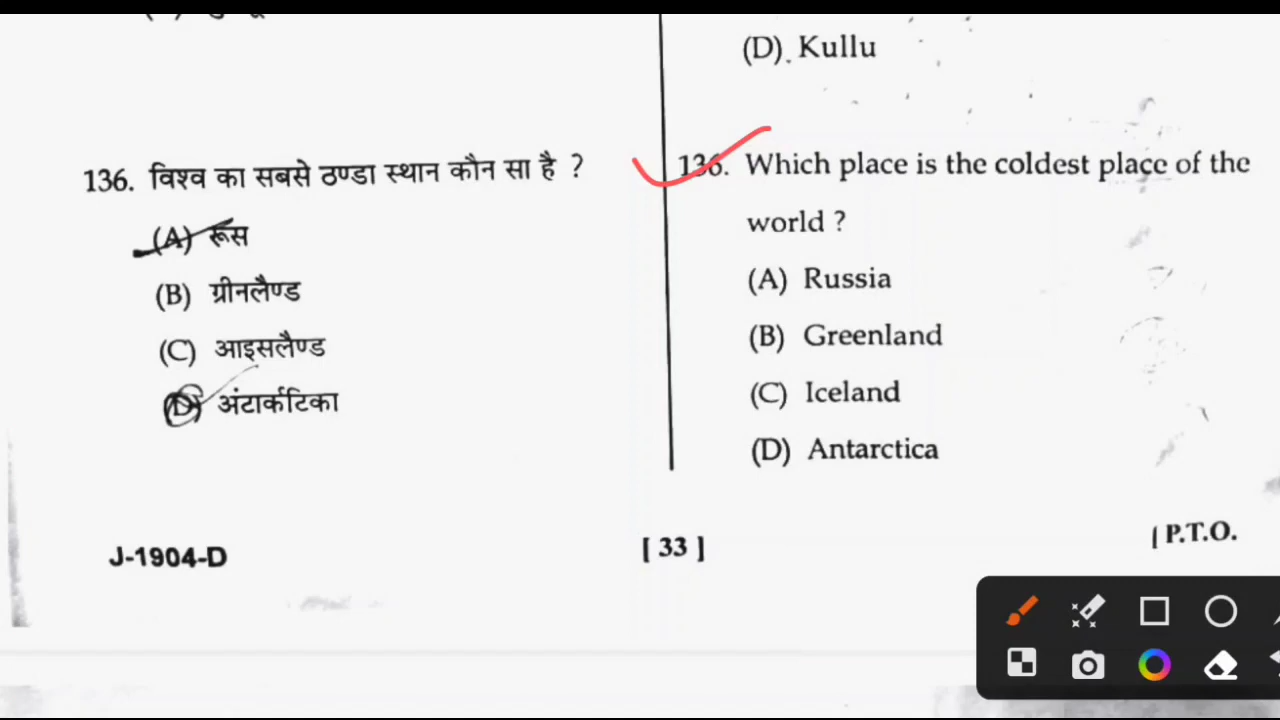 136. विश्व का सबसे ठण्डा स्थान कौन सा है ?
(A) रूस
(B) ग्रीनलैण्ड
(C) आइसलैण्ड
(D) अंटार्कटिका
J-1904-D
(D). Kullu
136. Which place is the coldest place of the
world ?
(A) Russia
(B) Greenland
(C) Iceland
(D) Antarctica
[ 33 ]
[ P.T.O.